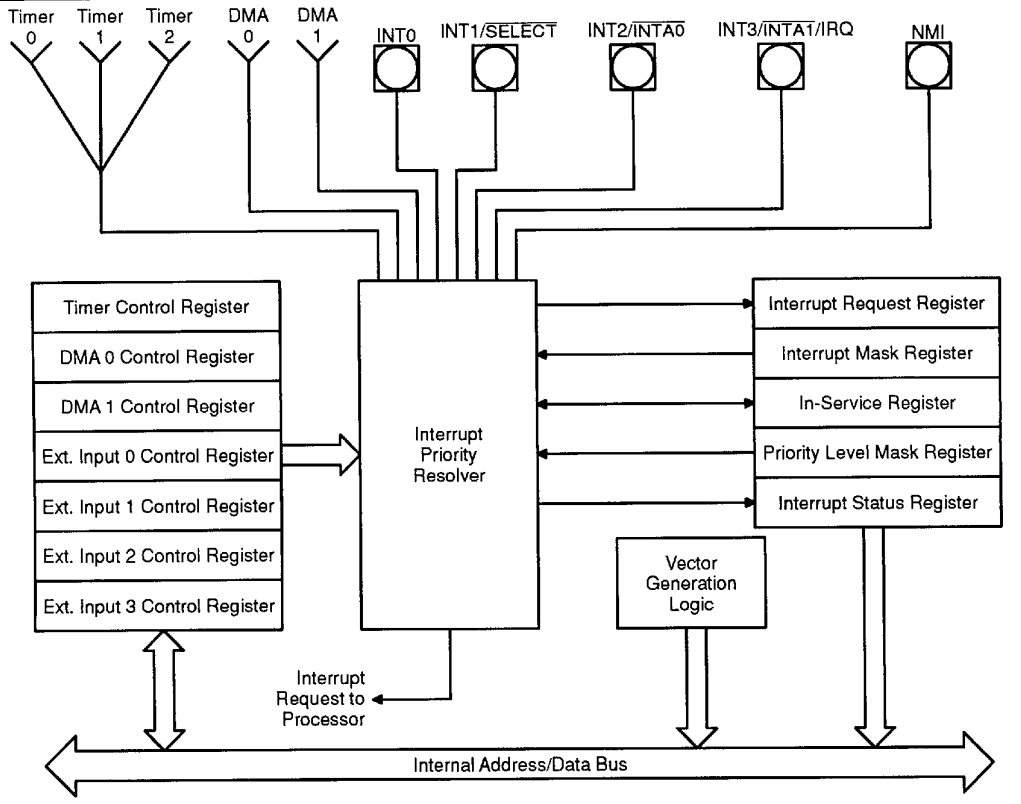 Timer 0
Timer 1
Timer 2
DMA 0
DMA 1
INT0
INT1/SELECT
INT2/INTA0
INT3/INTA1/IRQ
NMI
Timer Control Register
DMA 0 Control Register
DMA 1 Control Register
Ext. Input 0 Control Register
Ext. Input 1 Control Register
Ext. Input 2 Control Register
Ext. Input 3 Control Register
Interrupt
Priority
Resolver
Interrupt Request Register
Interrupt Mask Register
In-Service Register
Priority Level Mask Register
Interrupt Status Register
Vector
Generation
Logic
Interrupt
Request to
Processor
Internal Address/Data Bus